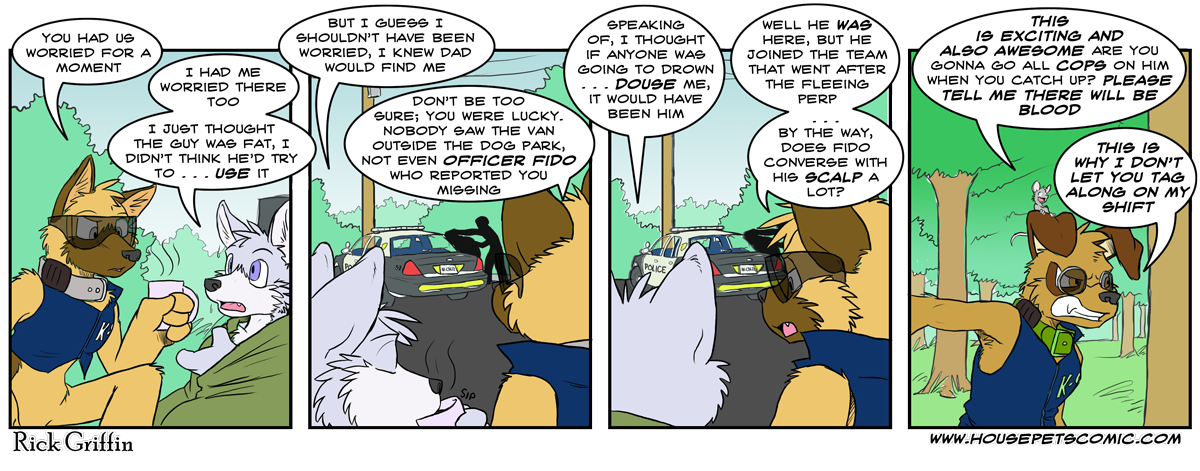 YOU HAD US
WORRIED FOR A
MOMENT
I HAD ME
WORRIED THERE
TOO
I JUST THOUGHT
THE GUY WAS FAT, I
DIDN'T THINK HE'D TRY
TO . . . USE IT
K-
BUT I GUESS I
SHOULDN'T HAVE BEEN
WORRIED, I KNEW DAD
WOULD FIND ME
DON'T BE TOO
SURE; YOU WERE LUCKY.
NOBODY SAW THE VAN
OUTSIDE THE DOG PARK,
NOT EVEN OFFICER FIDO
WHO REPORTED YOU
MISSING
SIP
SPEAKING
OF, I THOUGHT
IF ANYONE WAS
GOING TO DROWN
. . . DOUSE ME,
IT WOULD HAVE
BEEN HIM
WELL HE WAS
HERE, BUT HE
JOINED THE TEAM
THAT WENT AFTER
THE FLEEING
PERP
. . .
BY THE WAY,
DOES FIDO
CONVERSE WITH
HIS SCALP A
LOT?
POLICE
THIS
IS EXCITING AND
ALSO AWESOME ARE YOU
GONNA GO ALL COPS ON HIM
WHEN YOU CATCH UP? PLEASE
TELL ME THERE WILL BE
BLOOD
THIS IS
WHY I DON'T
LET YOU TAG
ALONG ON MY
SHIFT
K-
Rick Griffin
WWW.HOUSEPETSCOMIC.COM